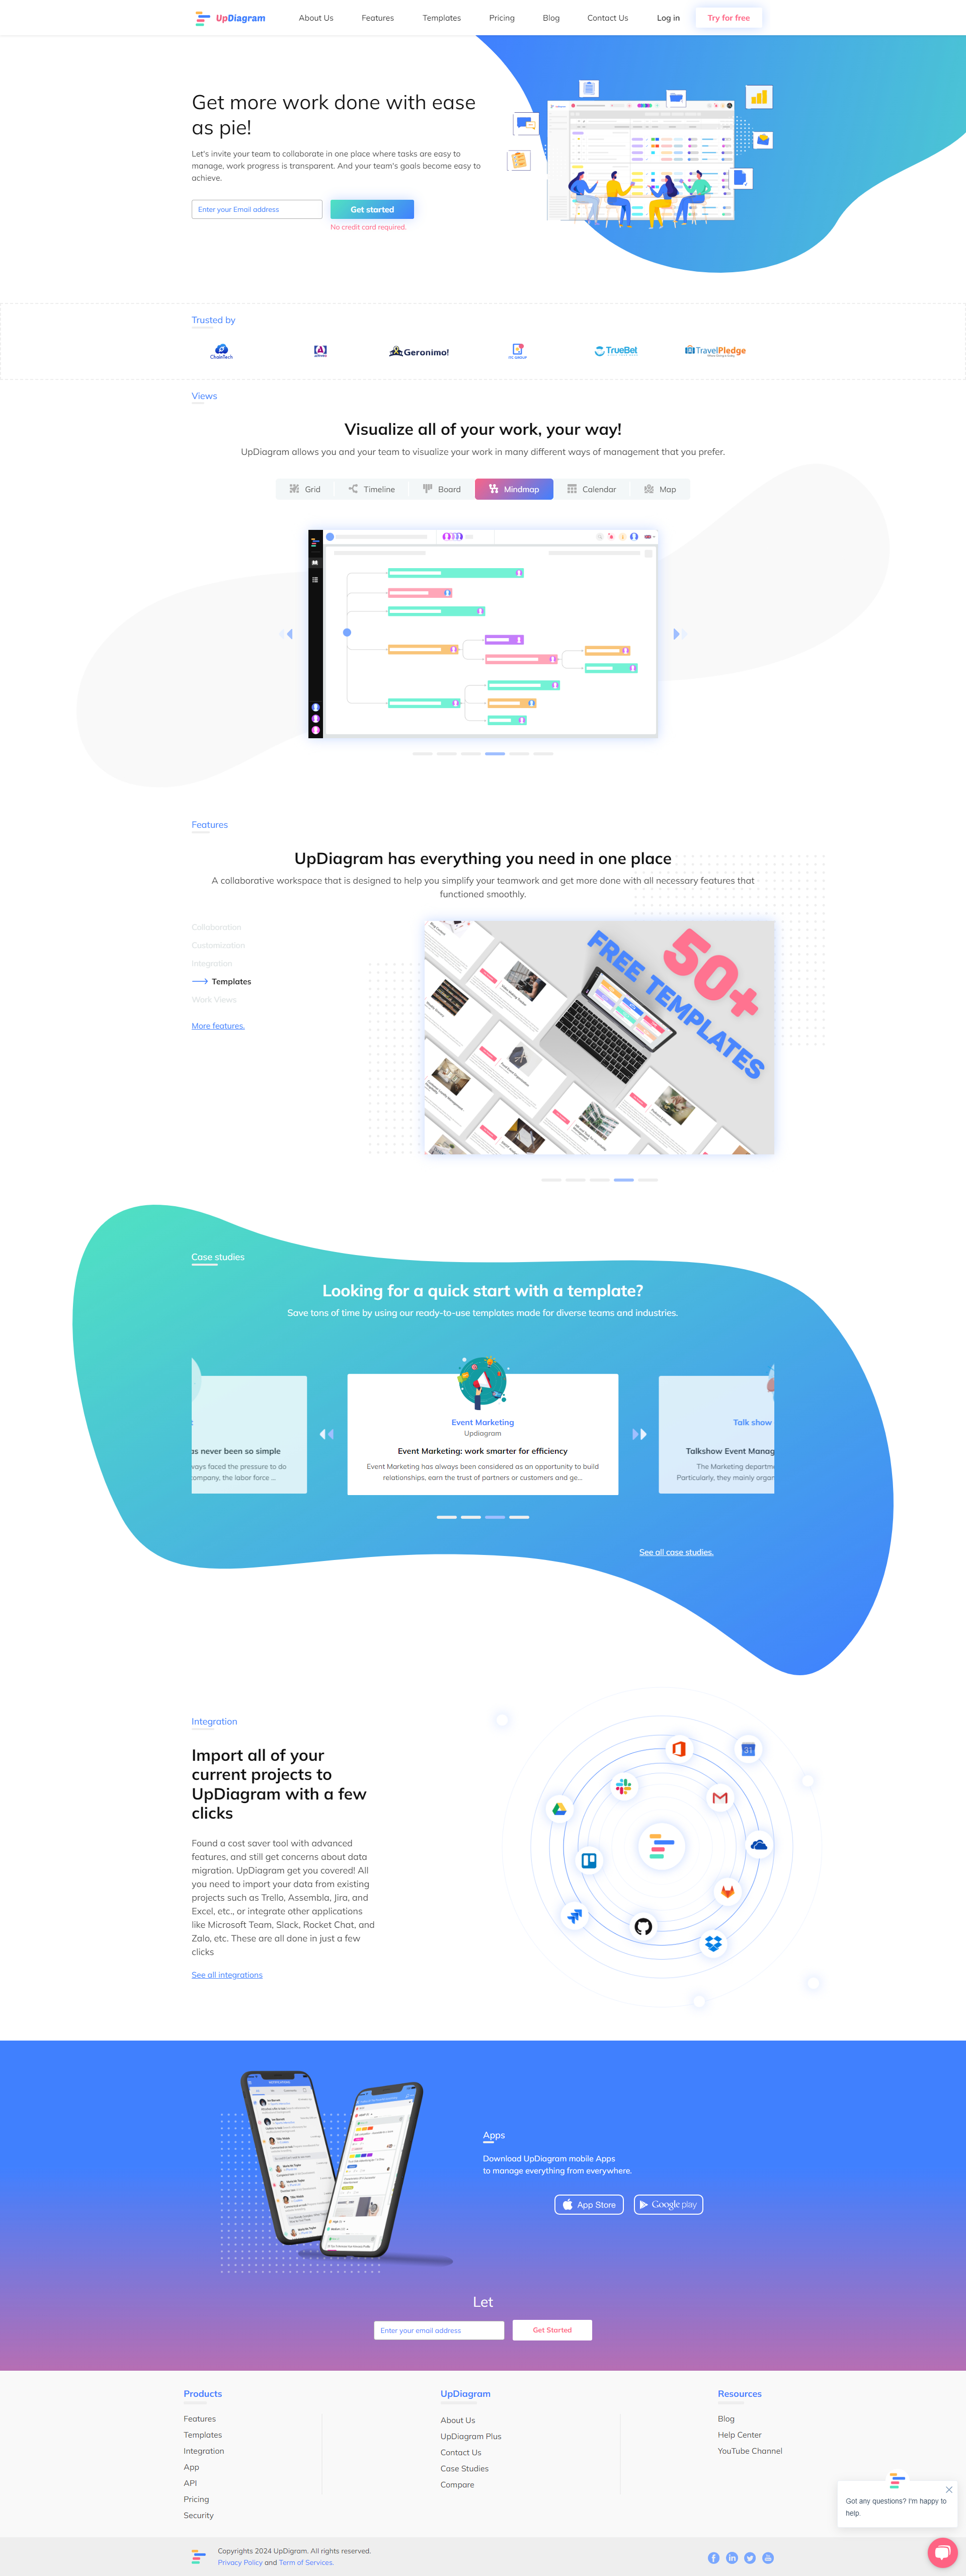 UpDiagram
About Us
Features
Templates
Pricing
Blog
Contact Us
Log in
Try for free
Get more work done with ease
as pie!
Let's invite your team to collaborate in one place where tasks are easy to
manage, work progress is transparent. And your team's goals become easy to
achieve.
Enter your Email address
Get started
No credit card required.
Trusted by
Geronimo!
TrueBet
TravelPledge
Views
Visualize all of your work, your way!
UpDiagram allows you and your team to visualize your work in many different ways of management that you prefer.
Grid
Timeline
Board
Mindmap
Calendar
Map
Features
UpDiagram has everything you need in one place
A collaborative workspace that is designed to help you simplify your teamwork and get more done with all necessary features that
functioned smoothly.
Collaboration
Customization
Integration
Templates
Work Views
More features.
50+
FREE TEMPLATES
Case studies
Looking for a quick start with a template?
Save tons of time by using our ready-to-use templates made for diverse teams and industries.
as never been so simple
ways faced the pressure to do
ompany, the labor force ...
Event Marketing
Updiagram
Event Marketing: work smarter for efficiency
Event Marketing has always been considered as an opportunity to build
relationships, earn the trust of partners or customers and ge...
Talk show
Talkshow Event Manag
The Marketing departme
Particularly, they mainly organ
See all case studies.
Integration
Import all of your
current projects to
UpDiagram with a few
clicks
Found a cost saver tool with advanced
features, and still get concerns about data
migration. UpDiagram get you covered! All
you need to import your data from existing
projects such as Trello, Assembla, Jira, and
Excel, etc., or integrate other applications
like Microsoft Team, Slack, Rocket Chat, and
Zalo, etc. These are all done in just a few
clicks
See all integrations
31
Apps
Download UpDiagram mobile Apps
to manage everything from everywhere.
App Store
Google play
Let
Enter your email address
Get Started
Products
Features
Templates
Integration
App
API
Pricing
Security
UpDiagram
About Us
UpDiagram Plus
Contact Us
Case Studies
Compare
Resources
Blog
Help Center
YouTube Channel
Got any questions? I'm happy to
help.
Copyrights 2024 UpDigram. All rights reserved.
Privacy Policy and Term of Services.